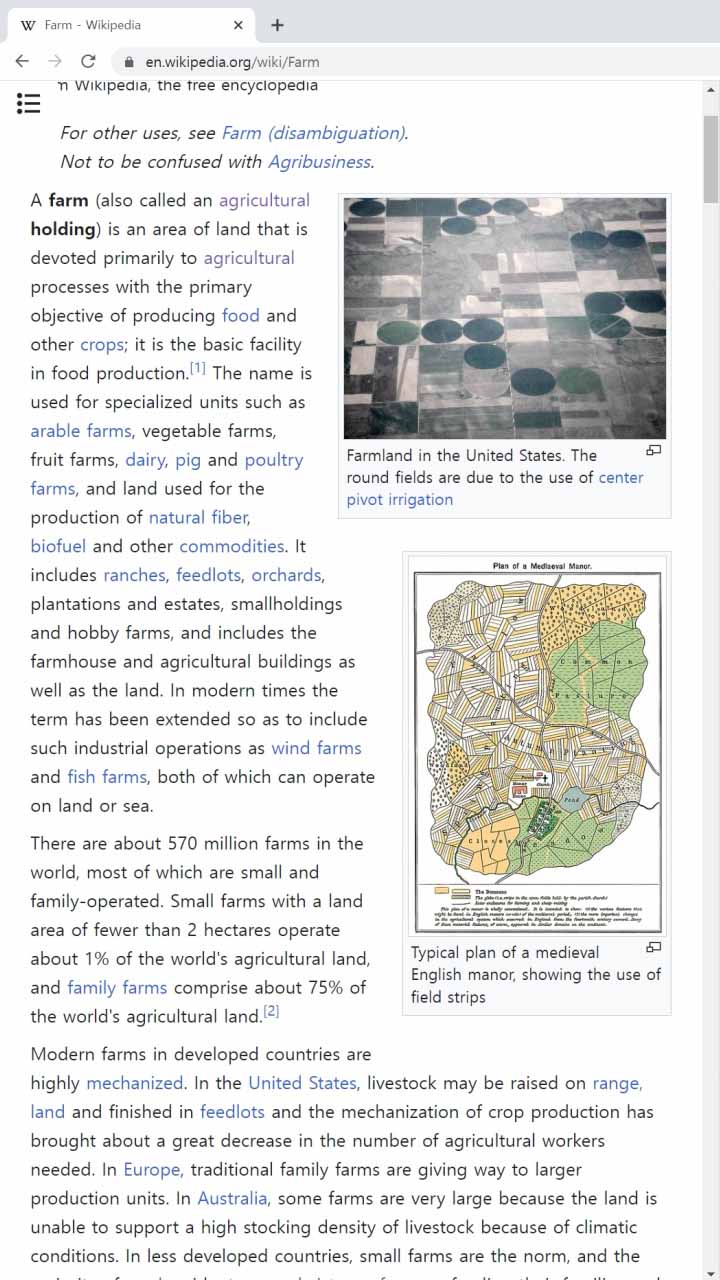 Farm - Wikipedia
en.wikipedia.org/wiki/Farm
Wikipedia, the free encyclopedia
For other uses, see Farm (disambiguation).
Not to be confused with Agribusiness.
A farm (also called an agricultural
holding) is an area of land that is
devoted primarily to agricultural
processes with the primary
objective of producing food and
other crops; it is the basic facility
in food production.[1] The name is
used for specialized units such as
arable farms, vegetable farms,
fruit farms, dairy, pig and poultry
farms, and land used for the
production of natural fiber,
biofuel and other commodities. It
includes ranches, feedlots, orchards,
plantations and estates, smallholdings
and hobby farms, and includes the
farmhouse and agricultural buildings as
well as the land. In modern times the
term has been extended so as to include
such industrial operations as wind farms
and fish farms, both of which can operate
on land or sea.
Farmland in the United States. The
round fields are due to the use of center
pivot irrigation
Plan of a Mediaeval Manor.
Common
Pasture
Pond
Close
The Demesne
Typical plan of a medieval
English manor, showing the use of
field strips
There are about 570 million farms in the
world, most of which are small and
family-operated. Small farms with a land
area of fewer than 2 hectares operate
about 1% of the world's agricultural land,
and family farms comprise about 75% of
the world's agricultural land.[2]
Modern farms in developed countries are
highly mechanized. In the United States, livestock may be raised on range,
land and finished in feedlots and the mechanization of crop production has
brought about a great decrease in the number of agricultural workers
needed. In Europe, traditional family farms are giving way to larger
production units. In Australia, some farms are very large because the land is
unable to support a high stocking density of livestock because of climatic
conditions. In less developed countries, small farms are the norm, and the